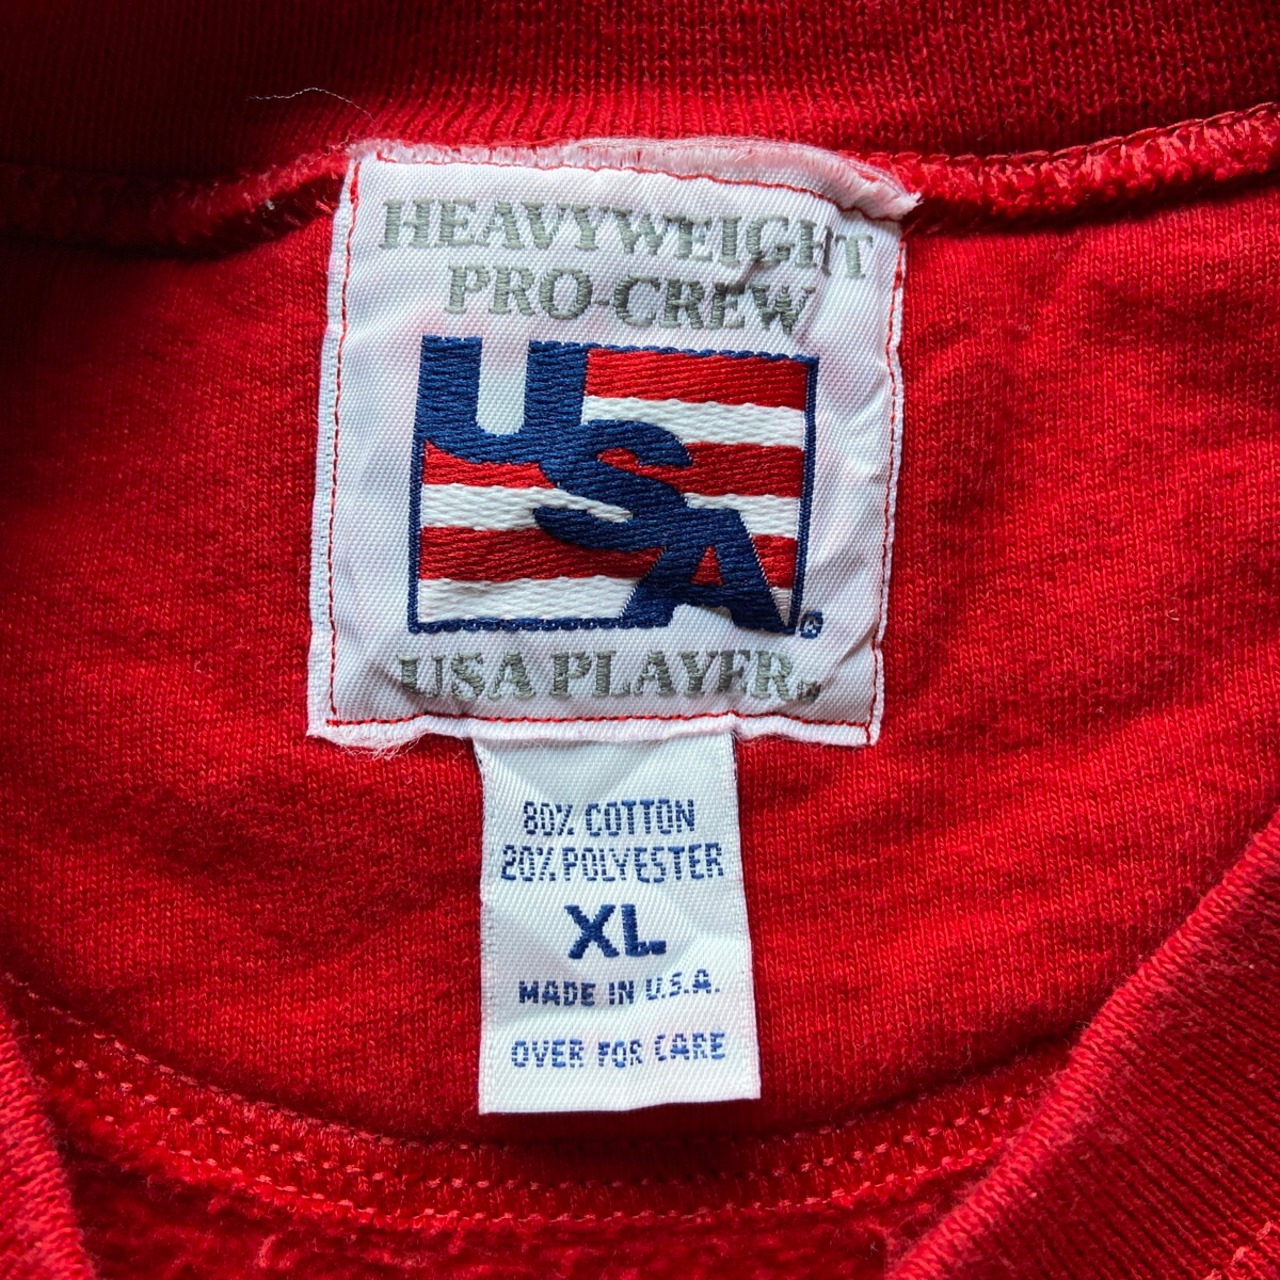 HEAVYWEIGHT
PRO-CREW
USA®
USA PLAYER®
80% COTTON
20% POLYESTER
XL
MADE IN U.S.A.
OVER FOR CARE